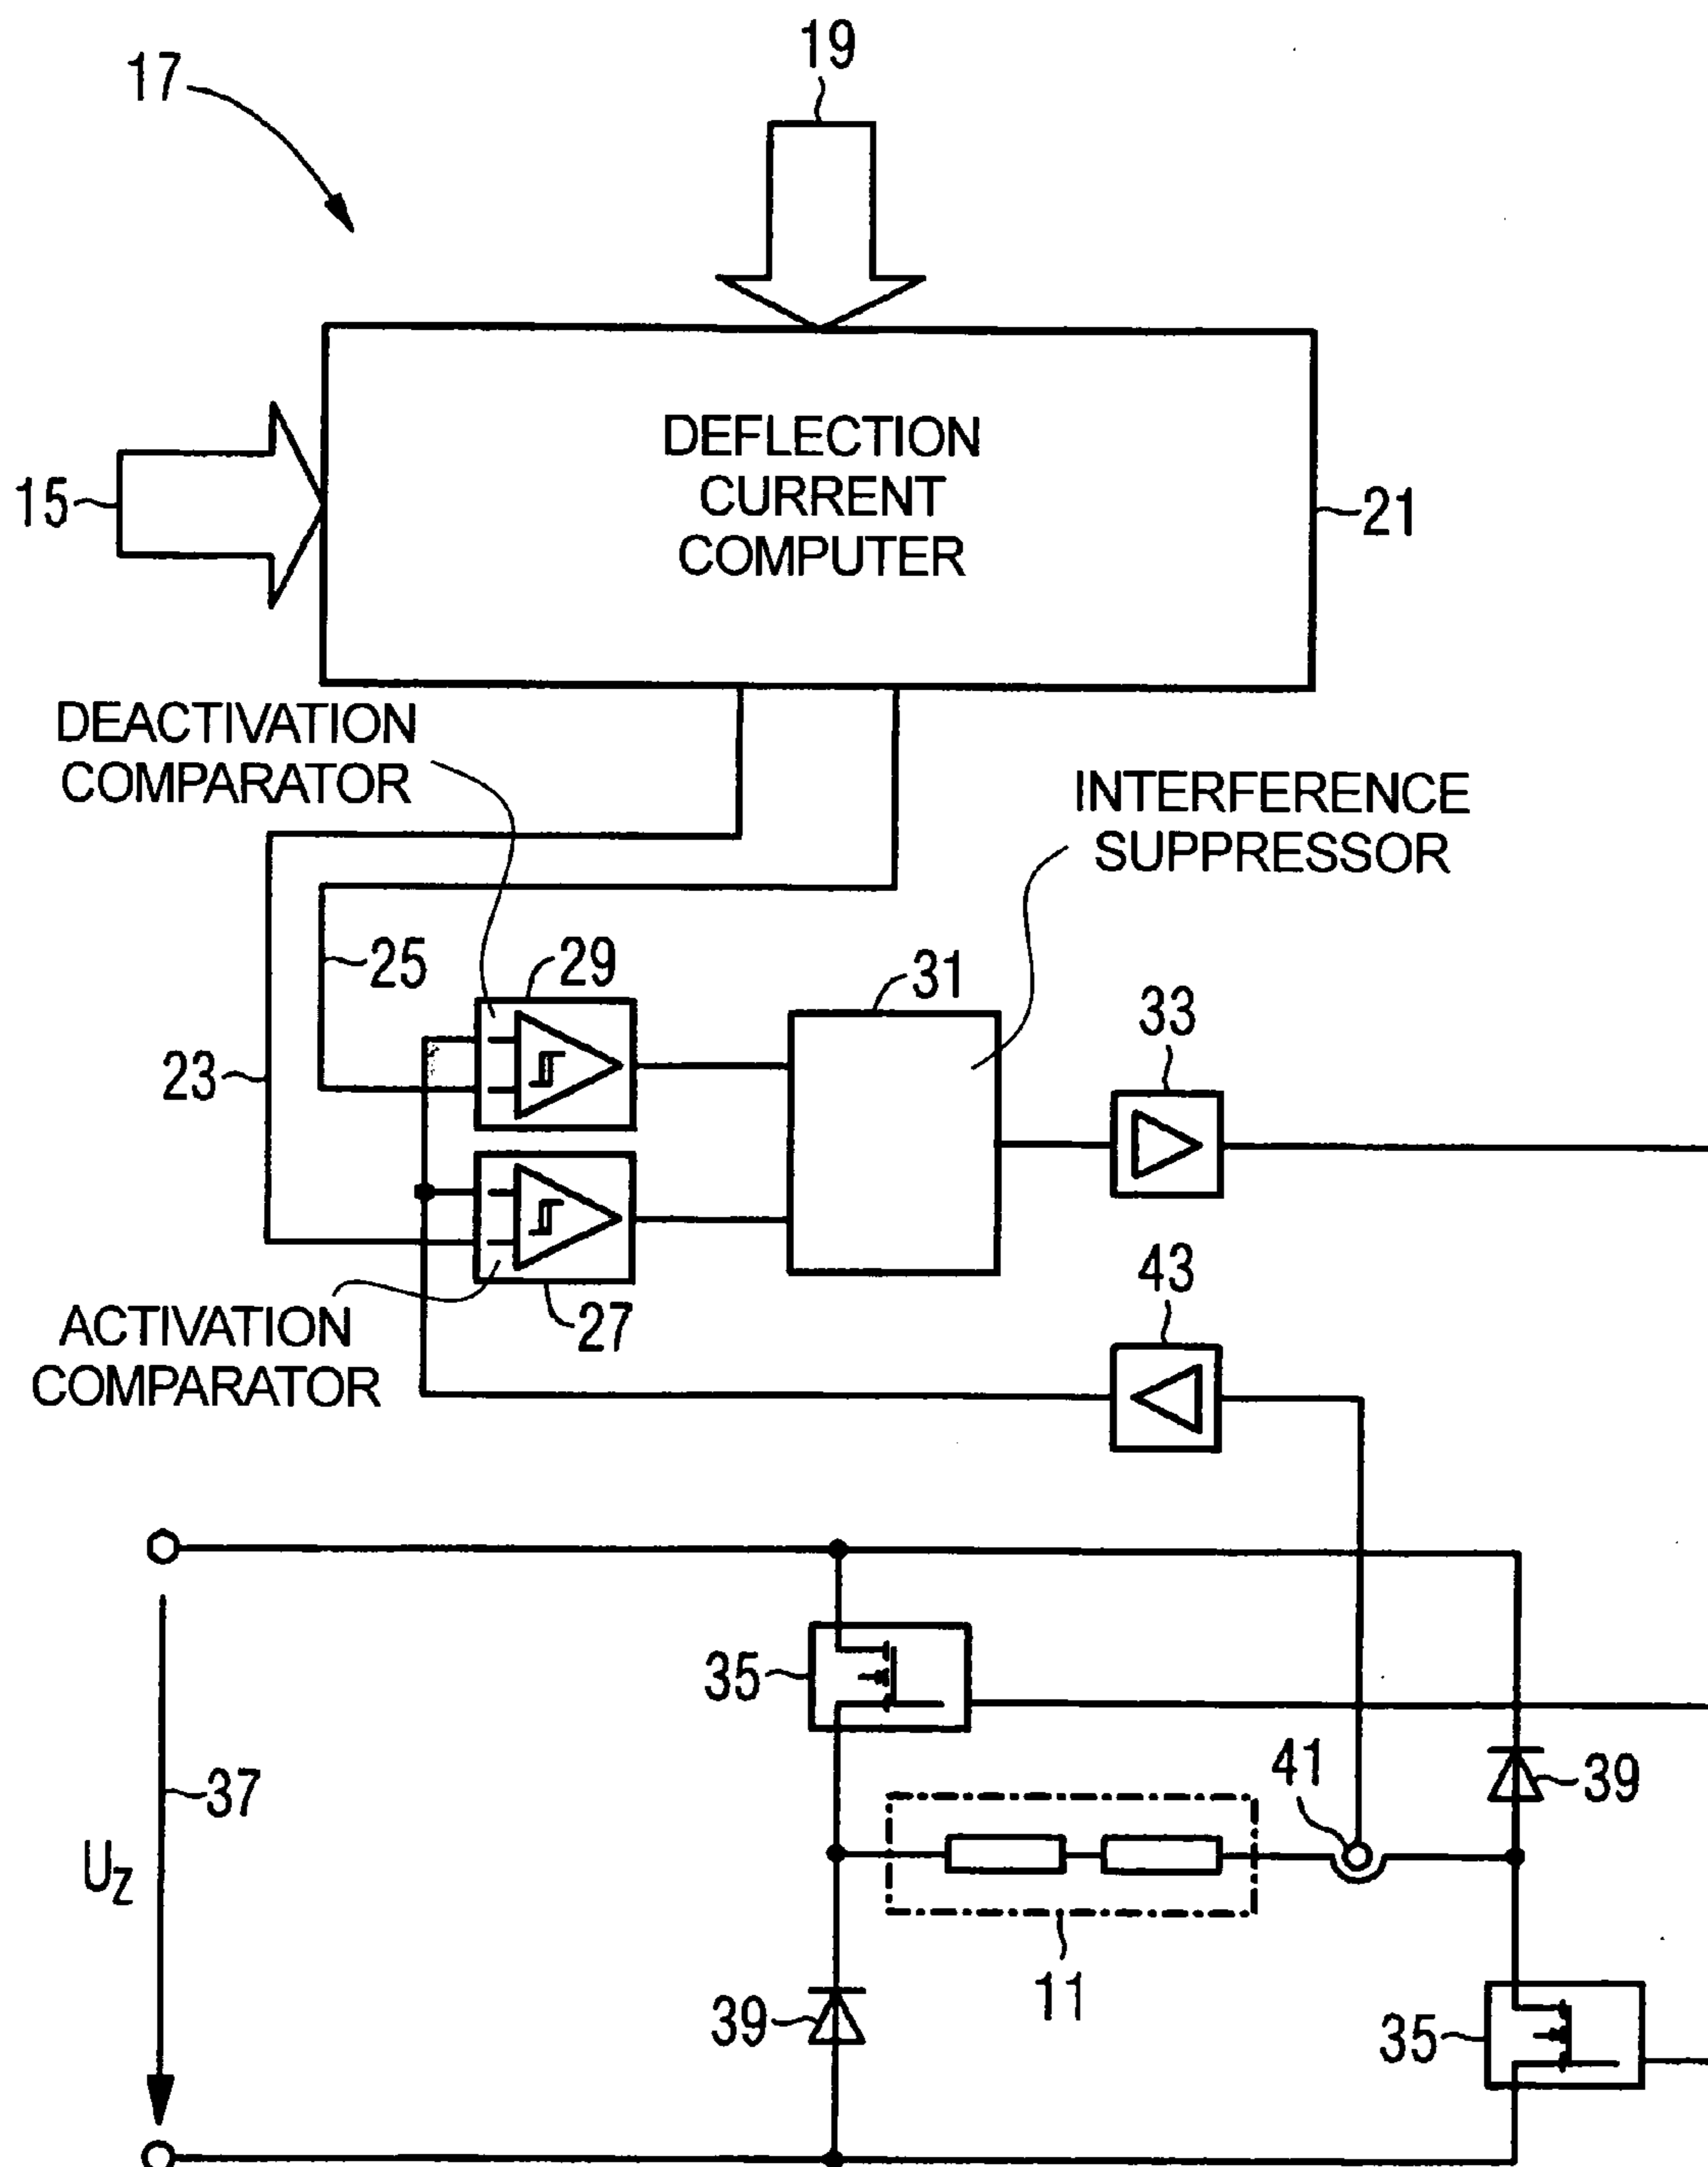 19
17
DEFLECTION
CURRENT
COMPUTER
15
21
DEACTIVATION
COMPARATOR
INTERFERENCE
SUPPRESSOR
25
29
31
33
23
43
27
ACTIVATION
COMPARATOR
35
41
39
37
UZ
11
39
35